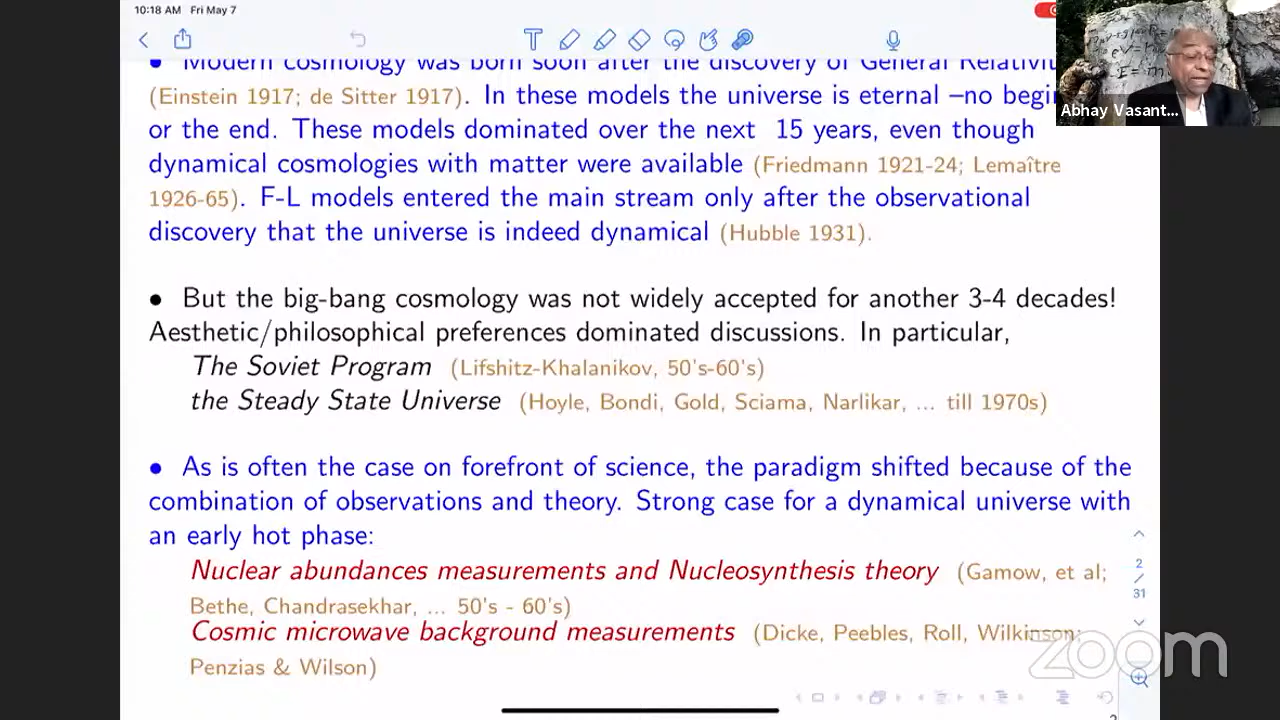 10:18 AM Fri May 7
Abhay Vasant...
• Modern cosmology was born soon after the discovery of General Relativit
(Einstein 1917; de Sitter 1917). In these models the universe is eternal –no begi
or the end. These models dominated over the next 15 years, even though
dynamical cosmologies with matter were available (Friedmann 1921-24; Lemaître
1926-65). F-L models entered the main stream only after the observational
discovery that the universe is indeed dynamical (Hubble 1931).
• But the big-bang cosmology was not widely accepted for another 3-4 decades!
Aesthetic/philosophical preferences dominated discussions. In particular,
The Soviet Program (Lifshitz-Khalanikov, 50's-60's)
the Steady State Universe (Hoyle, Bondi, Gold, Sciama, Narlikar, ... till 1970s)
• As is often the case on forefront of science, the paradigm shifted because of the
combination of observations and theory. Strong case for a dynamical universe with
an early hot phase:
Nuclear abundances measurements and Nucleosynthesis theory (Gamow, et al;
Bethe, Chandrasekhar, ... 50's - 60's)
Cosmic microwave background measurements (Dicke, Peebles, Roll, Wilkinson;
Penzias & Wilson)
2
/
31
zoom